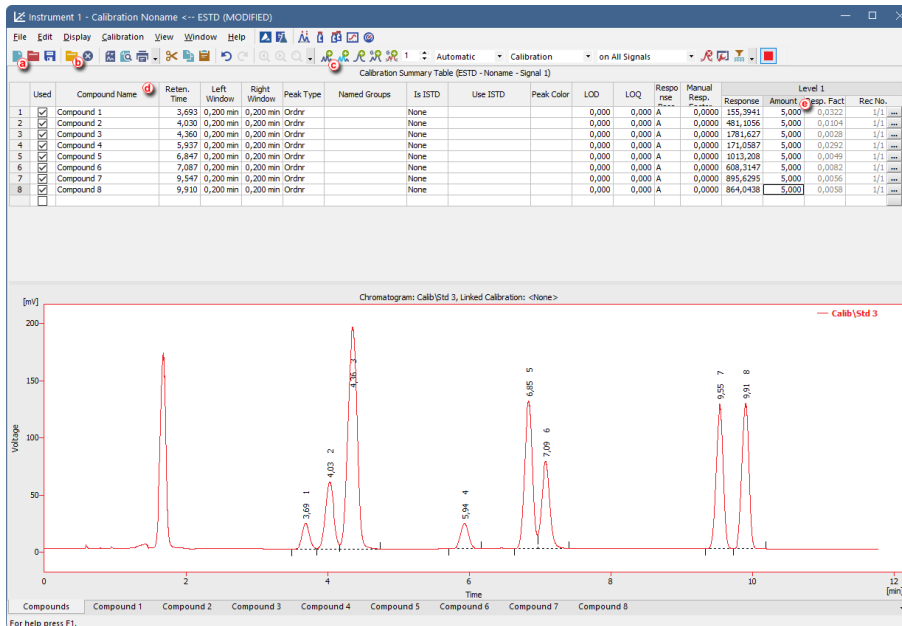 Instrument 1 - Calibration Noname <-- ESTD (MODIFIED)
File Edit Display Calibration View Window Help
a b c 1 Automatic Calibration on All Signals
Calibration Summary Table (ESTD - Noname - Signal 1)
Used Compound Name d Reten. Time Left Window Right Window Peak Type Named Groups Is ISTD Use ISTD Peak Color LOD LOQ Respo nse Manual Resp. Level 1
Response Amount e Resp. Fact Rec No.
1 Compound 1 3,693 0,200 min 0,200 min Ordnr None 0,000 0,000 A 0,0000 155,3941 5,000 0,0322 1/1 ...
2 Compound 2 4,030 0,200 min 0,200 min Ordnr None 0,000 0,000 A 0,0000 481,1056 5,000 0,0104 1/1 ...
3 Compound 3 4,360 0,200 min 0,200 min Ordnr None 0,000 0,000 A 0,0000 1781,627 5,000 0,0028 1/1 ...
4 Compound 4 5,937 0,200 min 0,200 min Ordnr None 0,000 0,000 A 0,0000 171,0587 5,000 0,0292 1/1 ...
5 Compound 5 6,847 0,200 min 0,200 min Ordnr None 0,000 0,000 A 0,0000 1013,208 5,000 0,0049 1/1 ...
6 Compound 6 7,087 0,200 min 0,200 min Ordnr None 0,000 0,000 A 0,0000 608,3147 5,000 0,0082 1/1 ...
7 Compound 7 9,547 0,200 min 0,200 min Ordnr None 0,000 0,000 A 0,0000 895,6295 5,000 0,0056 1/1 ...
8 Compound 8 9,910 0,200 min 0,200 min Ordnr None 0,000 0,000 A 0,0000 864,0438 5,000 0,0058 1/1 ...
Chromatogram: Calib\Std 3, Linked Calibration: <None>
[mV]
Calib\Std 3
200
150
100
50
0
Voltage
3,69 1
4,03 2
4,36 3
5,94 4
6,85 5
7,09 6
9,55 7
9,91 8
0 2 4 6 8 10 12
Time [min]
Compounds Compound 1 Compound 2 Compound 3 Compound 4 Compound 5 Compound 6 Compound 7 Compound 8
For help press F1.